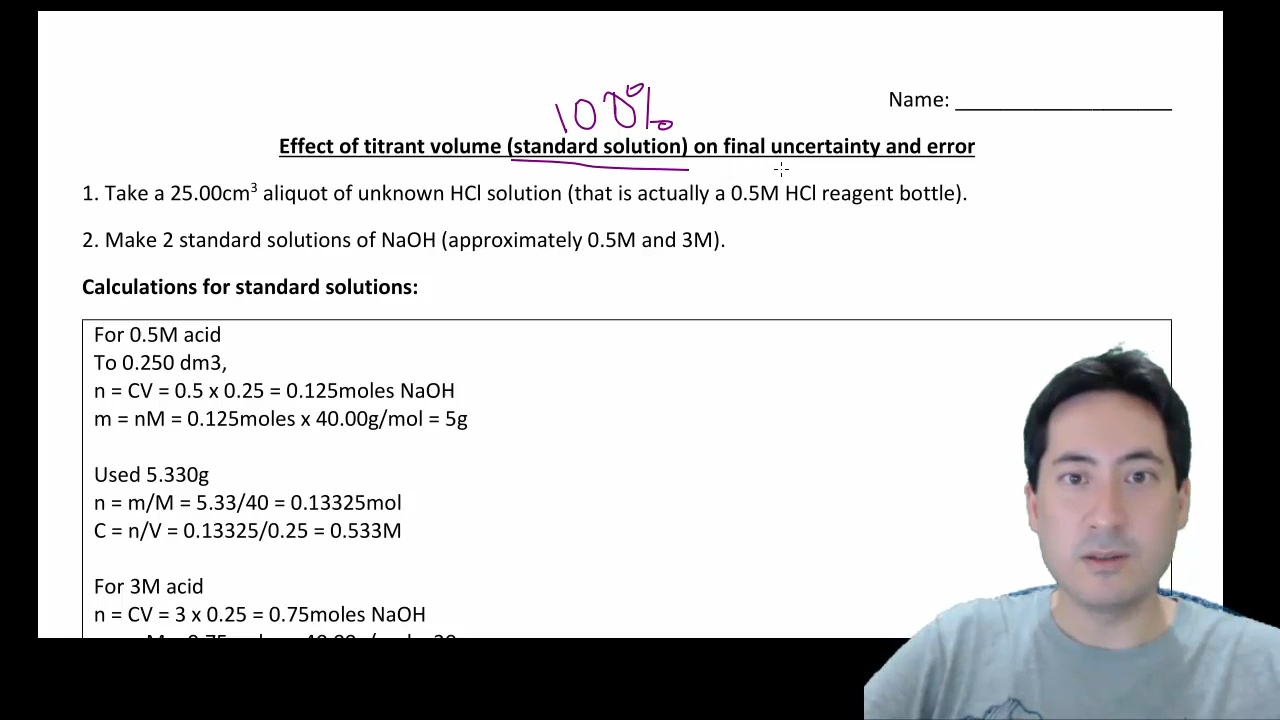 Name: ____________________
100%
Effect of titrant volume (standard solution) on final uncertainty and error
1. Take a 25.00cm³ aliquot of unknown HCl solution (that is actually a 0.5M HCl reagent bottle).
2. Make 2 standard solutions of NaOH (approximately 0.5M and 3M).
Calculations for standard solutions:
For 0.5M acid
To 0.250 dm3,
n = CV = 0.5 x 0.25 = 0.125moles NaOH
m = nM = 0.125moles x 40.00g/mol = 5g
Used 5.330g
n = m/M = 5.33/40 = 0.13325mol
C = n/V = 0.13325/0.25 = 0.533M
For 3M acid
n = CV = 3 x 0.25 = 0.75moles NaOH